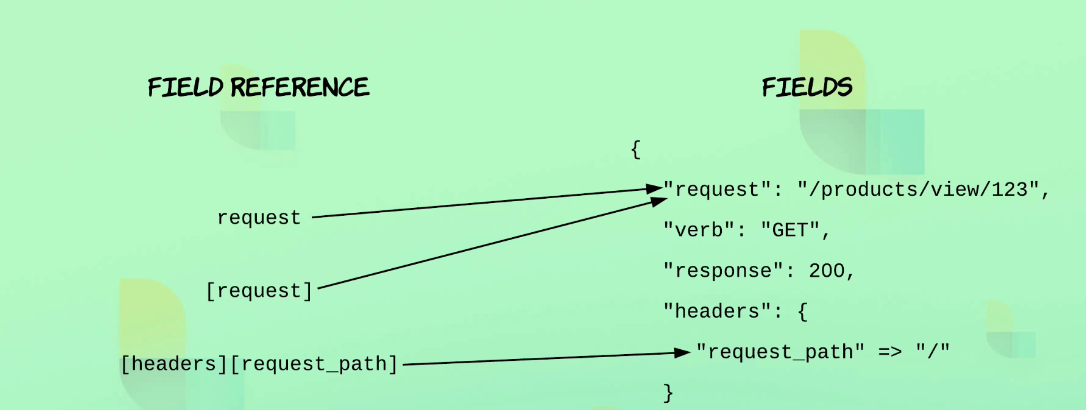 FIELD REFERENCE
request
[request]
[headers][request_path]
FIELDS
{
"request": "/products/view/123",
"verb": "GET",
"response": 200,
"headers": {
"request_path" => "/"
}